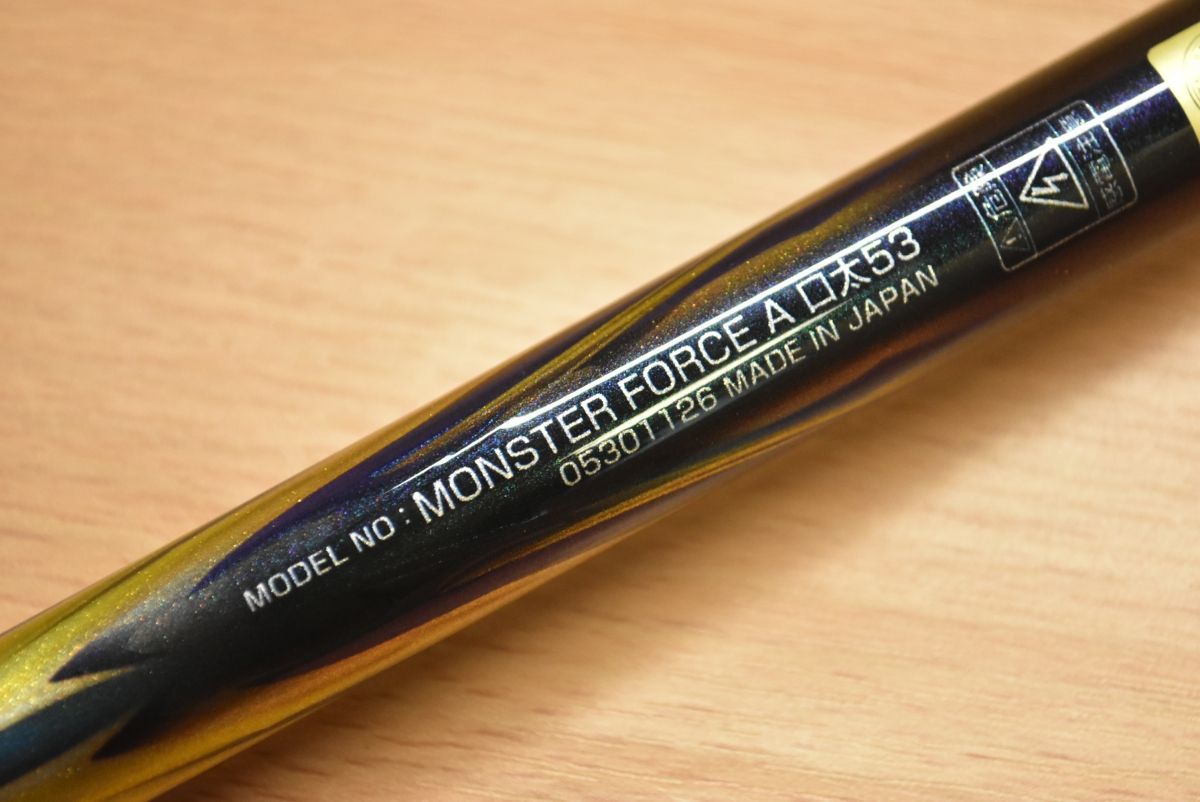 MODEL NO : MONSTER FORCE A 口太53
05301126 MADE IN JAPAN